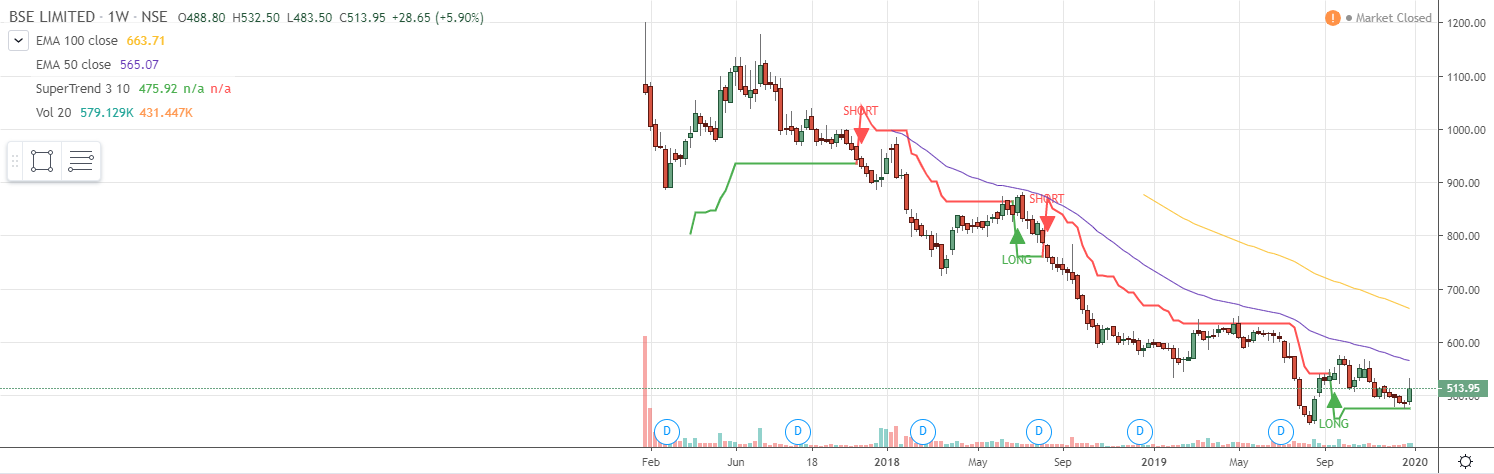 BSE LIMITED · 1W · NSE O488.80 H532.50 L483.50 C513.95 +28.65 (+5.90%)
! Market Closed
EMA 100 close 663.71
EMA 50 close 565.07
SuperTrend 3 10 475.92 n/a n/a
Vol 20 579.129K 431.447K
1200.00
1100.00
1000.00
900.00
800.00
700.00
600.00
513.95
500.00
SHORT
SHORT
LONG
LONG
D D D D D D
Feb Jun 18 2018 May Sep 2019 May Sep 2020